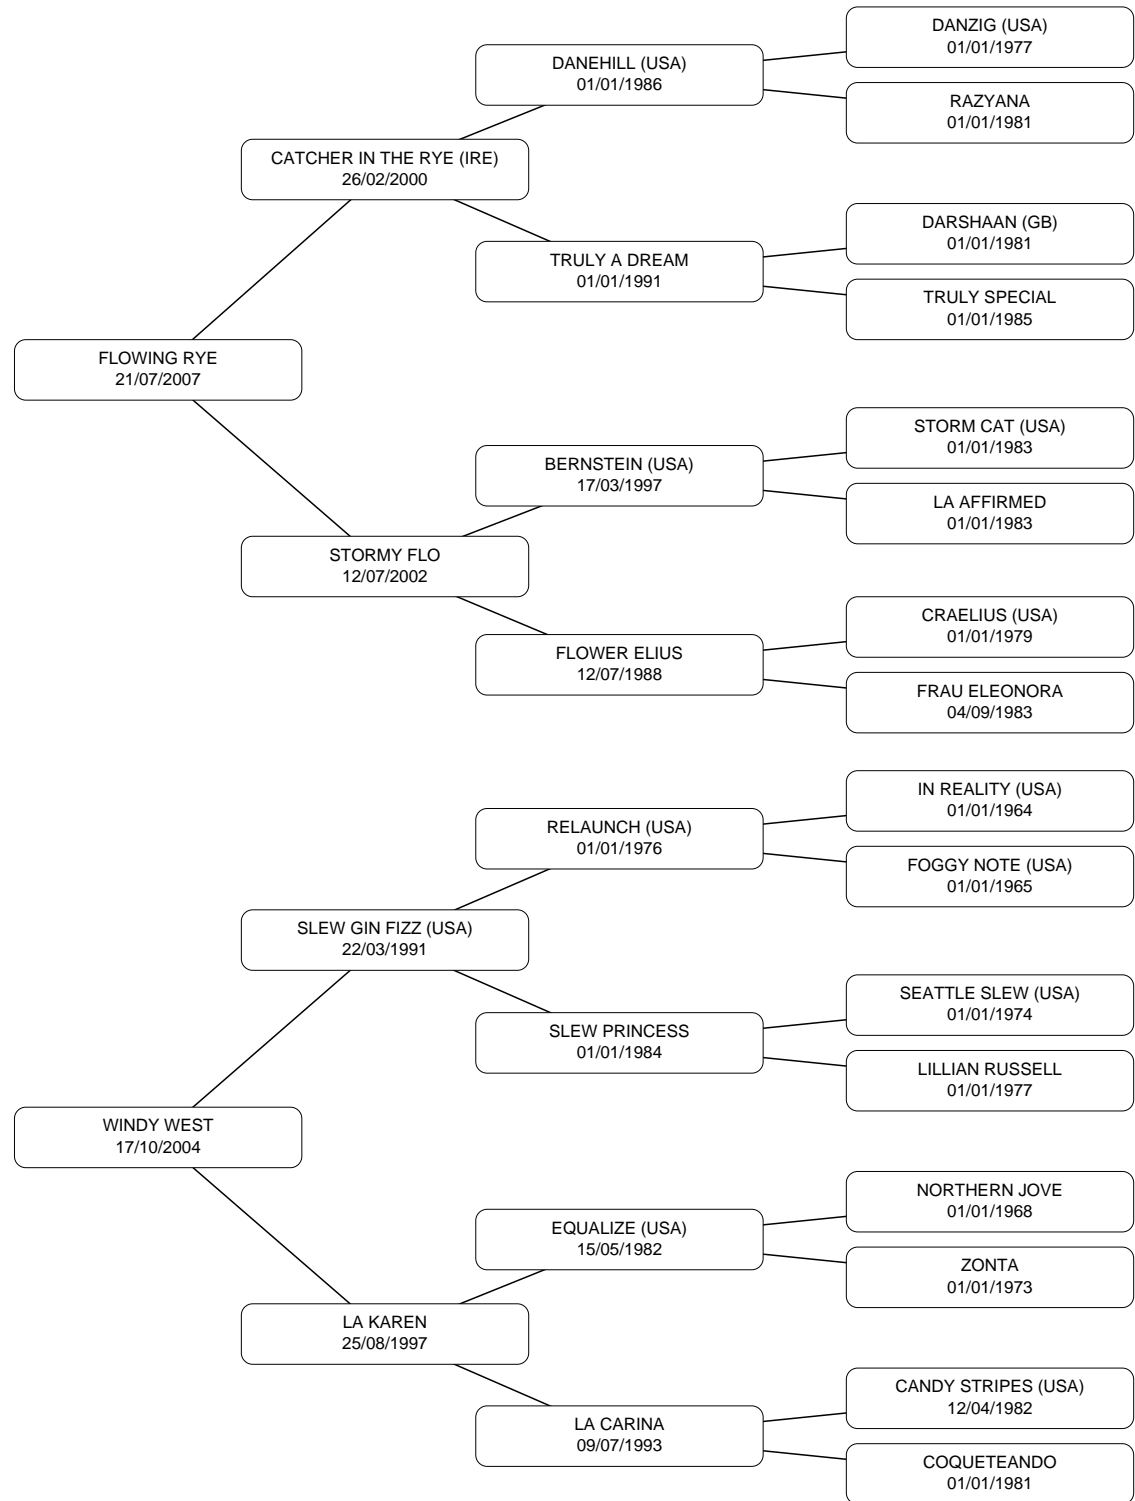 DANZIG (USA)
01/01/1977
DANEHILL (USA)
01/01/1986
RAZYANA
01/01/1981
CATCHER IN THE RYE (IRE)
26/02/2000
DARSHAAN (GB)
01/01/1981
TRULY A DREAM
01/01/1991
TRULY SPECIAL
01/01/1985
FLOWING RYE
21/07/2007
STORM CAT (USA)
01/01/1983
BERNSTEIN (USA)
17/03/1997
LA AFFIRMED
01/01/1983
STORMY FLO
12/07/2002
CRAELIUS (USA)
01/01/1979
FLOWER ELIUS
12/07/1988
FRAU ELEONORA
04/09/1983
IN REALITY (USA)
01/01/1964
RELAUNCH (USA)
01/01/1976
FOGGY NOTE (USA)
01/01/1965
SLEW GIN FIZZ (USA)
22/03/1991
SEATTLE SLEW (USA)
01/01/1974
SLEW PRINCESS
01/01/1984
LILLIAN RUSSELL
01/01/1977
WINDY WEST
17/10/2004
NORTHERN JOVE
01/01/1968
EQUALIZE (USA)
15/05/1982
ZONTA
01/01/1973
LA KAREN
25/08/1997
CANDY STRIPES (USA)
12/04/1982
LA CARINA
09/07/1993
COQUETEANDO
01/01/1981